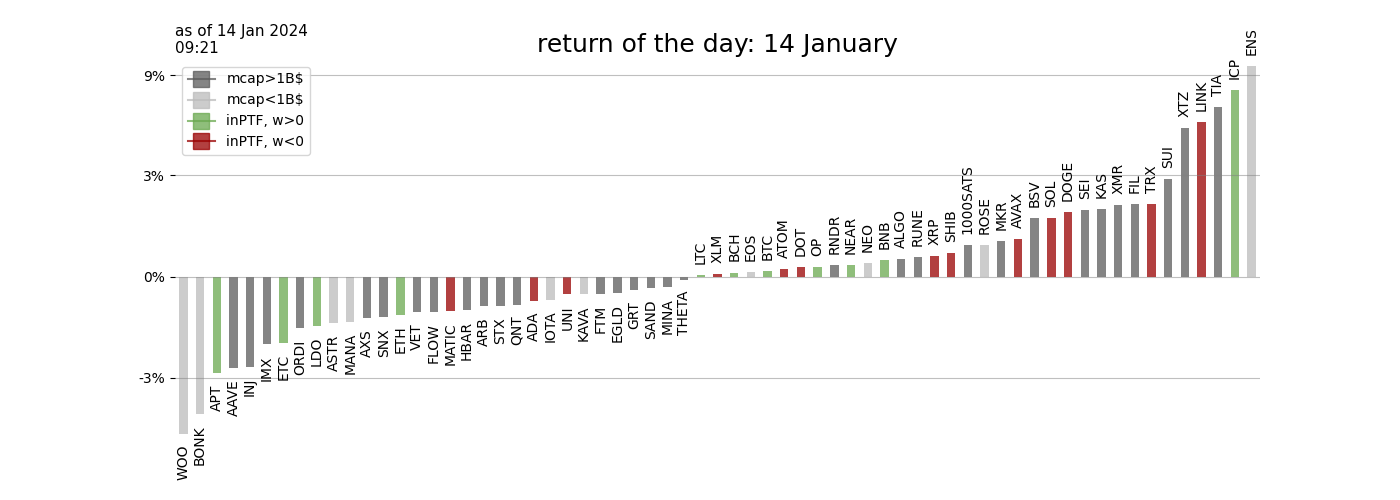 as of 14 Jan 2024
09:21
return of the day: 14 January
mcap>1B$
mcap<1B$
inPTF, w>0
inPTF, w<0
9%
3%
0%
-3%
WOO
BONK
APT
AAVE
INJ
IMX
ETC
ORDI
LDO
ASTR
MANA
AXS
SNX
ETH
VET
FLOW
MATIC
HBAR
ARB
STX
QNT
ADA
IOTA
UNI
KAVA
FTM
EGLD
GRT
SAND
MINA
THETA
LTC
XLM
BCH
EOS
BTC
ATOM
DOT
OP
RNDR
NEAR
NEO
BNB
ALGO
RUNE
XRP
SHIB
1000SATS
ROSE
MKR
AVAX
BSV
SOL
DOGE
SEI
KAS
XMR
FIL
TRX
SUI
XTZ
LINK
TIA
ICP
ENS